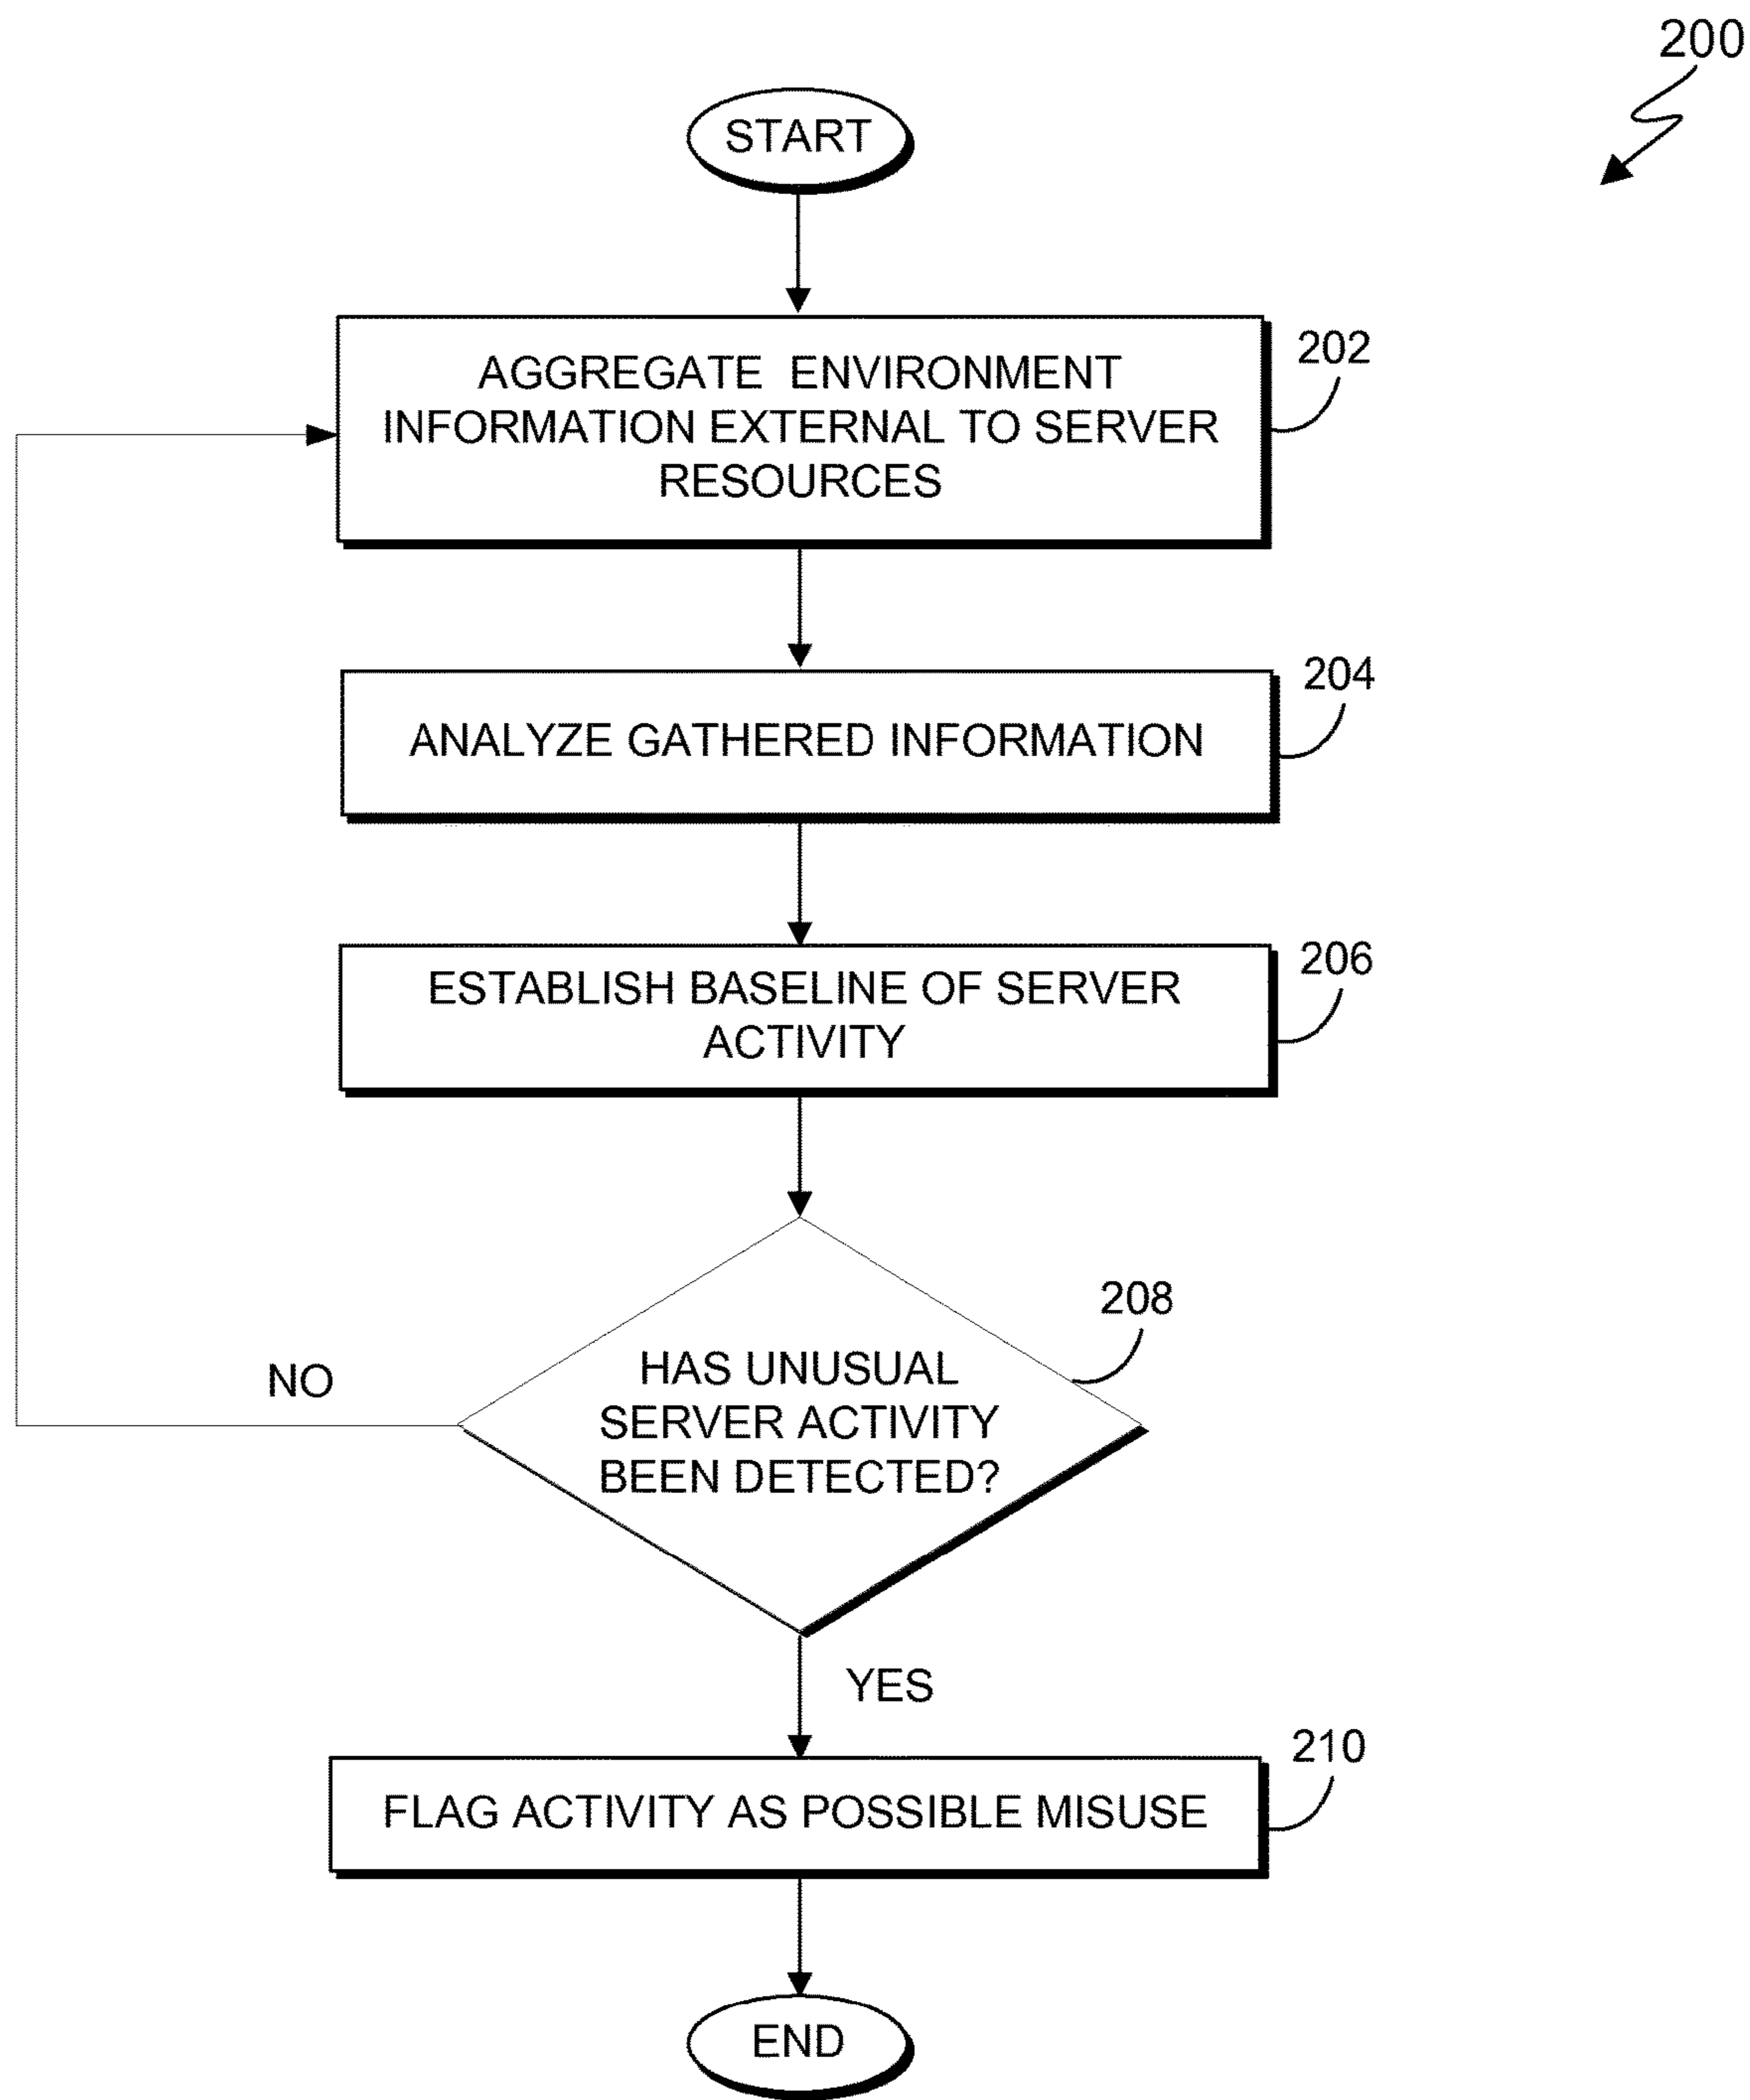 200
START
AGGREGATE ENVIRONMENT
INFORMATION EXTERNAL TO SERVER
RESOURCES
202
ANALYZE GATHERED INFORMATION
204
ESTABLISH BASELINE OF SERVER
ACTIVITY
206
HAS UNUSUAL
SERVER ACTIVITY
BEEN DETECTED?
208
NO
YES
FLAG ACTIVITY AS POSSIBLE MISUSE
210
END